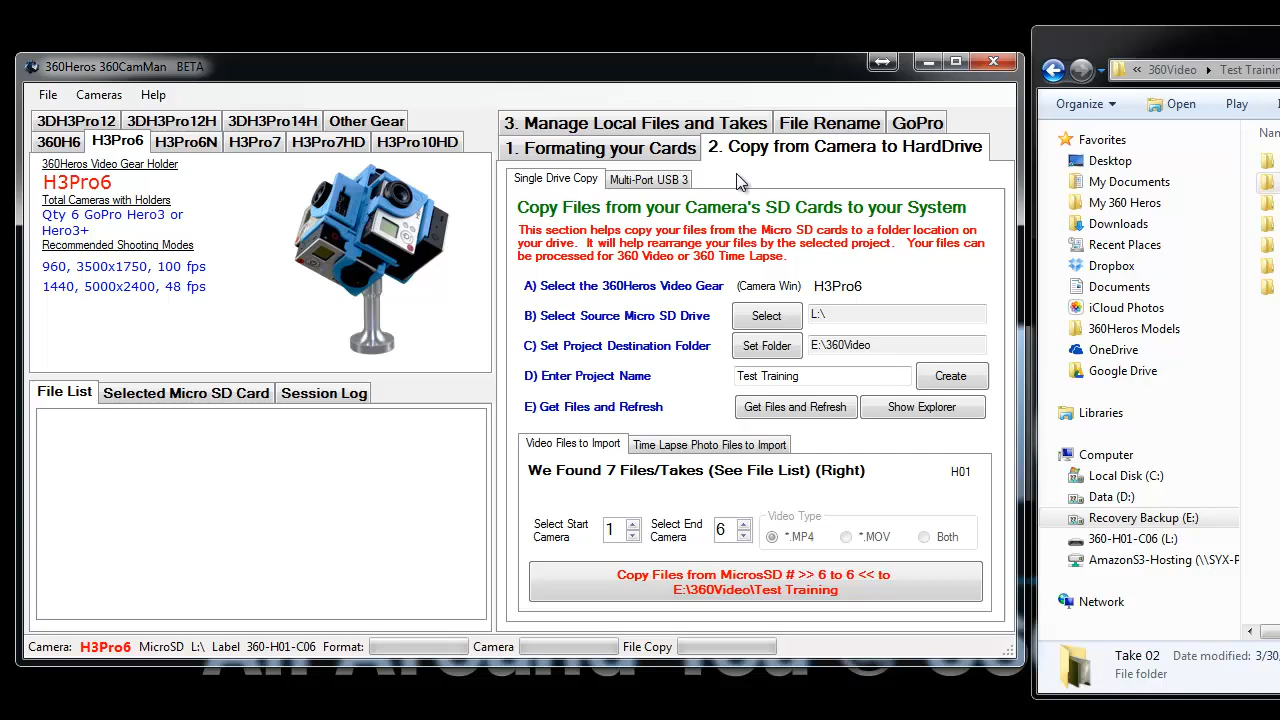 360Heros 360CamMan BETA
File Cameras Help
3DH3Pro12 3DH3Pro12H 3DH3Pro14H Other Gear
360H6 H3Pro6 H3Pro6N H3Pro7 H3Pro7HD H3Pro10HD
360Heros Video Gear Holder
H3Pro6
Total Cameras with Holders
Qty 6 GoPro Hero3 or
Hero3+
Recommended Shooting Modes
960, 3500x1750, 100 fps
1440, 5000x2400, 48 fps
File List Selected Micro SD Card Session Log
3. Manage Local Files and Takes File Rename GoPro
1. Formating your Cards 2. Copy from Camera to HardDrive
Single Drive Copy Multi-Port USB 3
Copy Files from your Camera's SD Cards to your System
This section helps copy your files from the Micro SD cards to a folder location on
your drive. It will help rearrange your files by the selected project. Your files can
be processed for 360 Video or 360 Time Lapse.
A) Select the 360Heros Video Gear (Camera Win) H3Pro6
B) Select Source Micro SD Drive Select L:\
C) Set Project Destination Folder Set Folder E:\360Video
D) Enter Project Name Test Training Create
E) Get Files and Refresh Get Files and Refresh Show Explorer
Video Files to Import Time Lapse Photo Files to Import
We Found 7 Files/Takes (See File List) (Right) H01
Select Start Camera 1 Select End Camera 6
Video Type
*.MP4 *.MOV Both
Copy Files from MicrosSD # >> 6 to 6 << to
E:\360Video\Test Training
Camera: H3Pro6 MicroSD L:\ Label 360-H01-C06 Format: Camera File Copy
360Video Test Trainin
Organize Open Play
Nan
Favorites
Desktop
My Documents
My 360 Heros
Downloads
Recent Places
Dropbox
Documents
iCloud Photos
360Heros Models
OneDrive
Google Drive
Libraries
Computer
Local Disk (C:)
Data (D:)
Recovery Backup (E:)
360-H01-C06 (L:)
AmazonS3-Hosting (\\SYX-P
Network
Take 02 Date modified: 3/30,
File folder